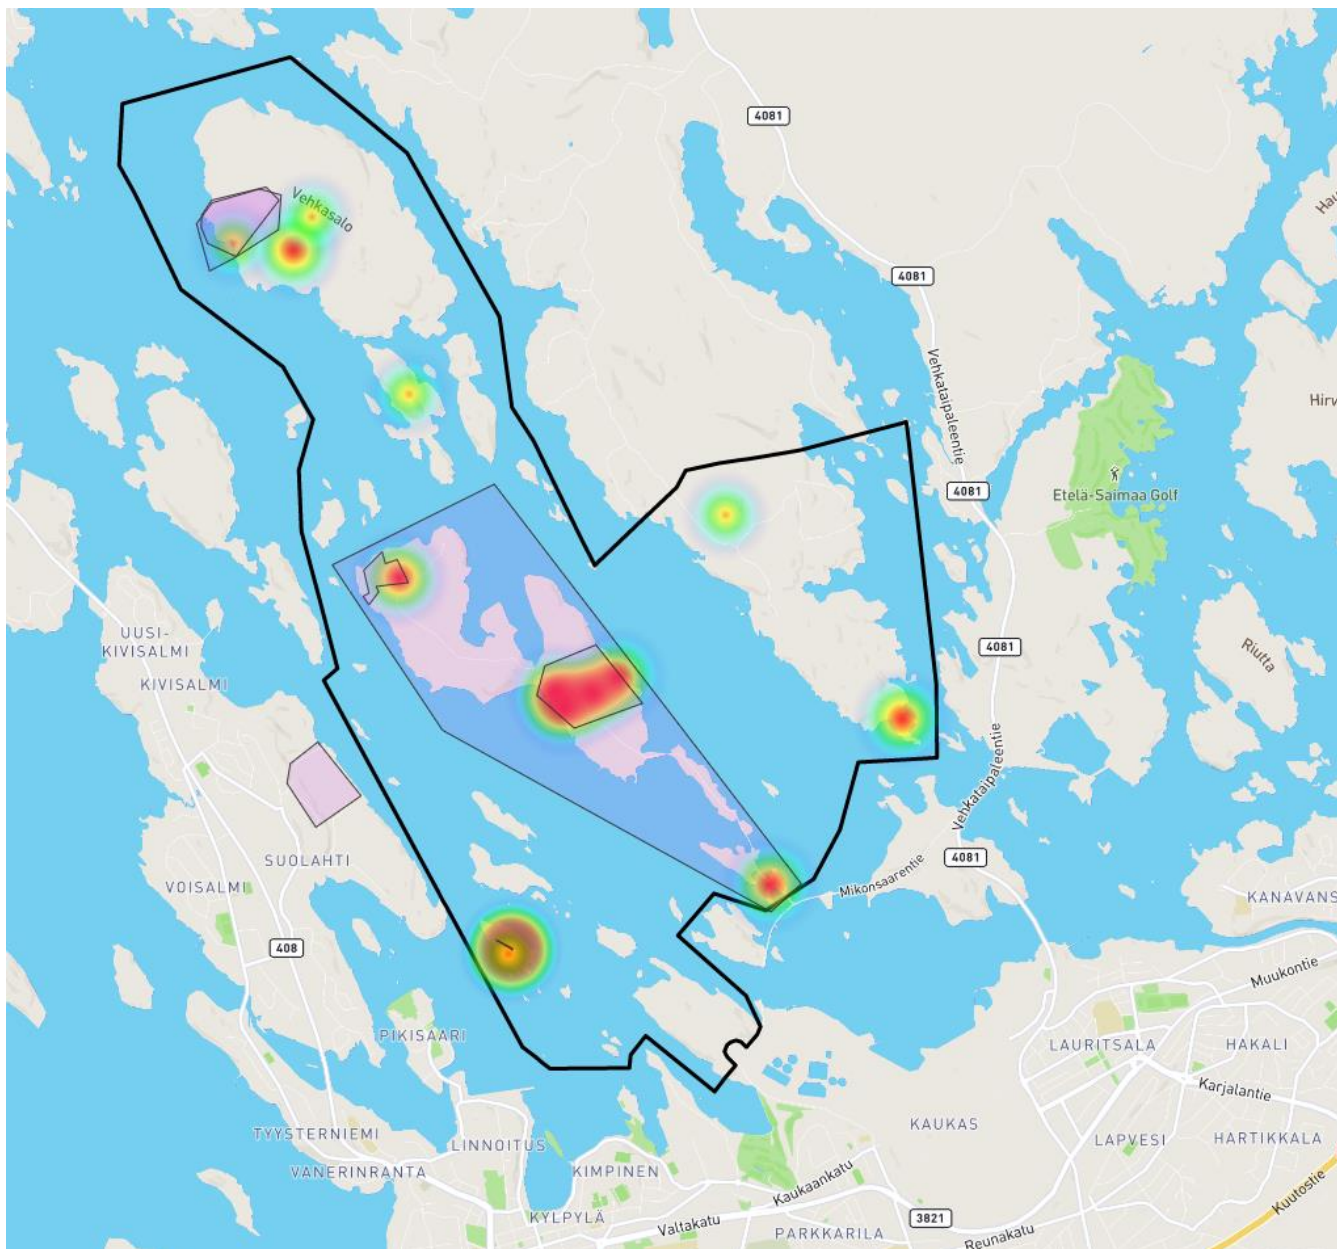 4081
Hau
Vehkasalo
4081
Vehkataipaleentie
Hirv
4081
Etelä-Saimaa Golf
UUSI-
KIVISALMI
4081
Riutta
KIVISALMI
Vehkataipaleentie
SUOLAHTI
4081
VOISALMI
Mikonsaarentie
KANAVANS
408
Muukontie
PIKISAARI
LAURITSALA
HAKALI
Karjalantie
TYYSTERNIEMI
LINNOITUS
KAUKAS
LAPVESI
HARTIKKALA
VANERINRANTA
KIMPINEN
Kaukaankatu
Kuutostie
KYLPYLÄ
Valtakatu
PARKKARILA
3821
Reunakatu